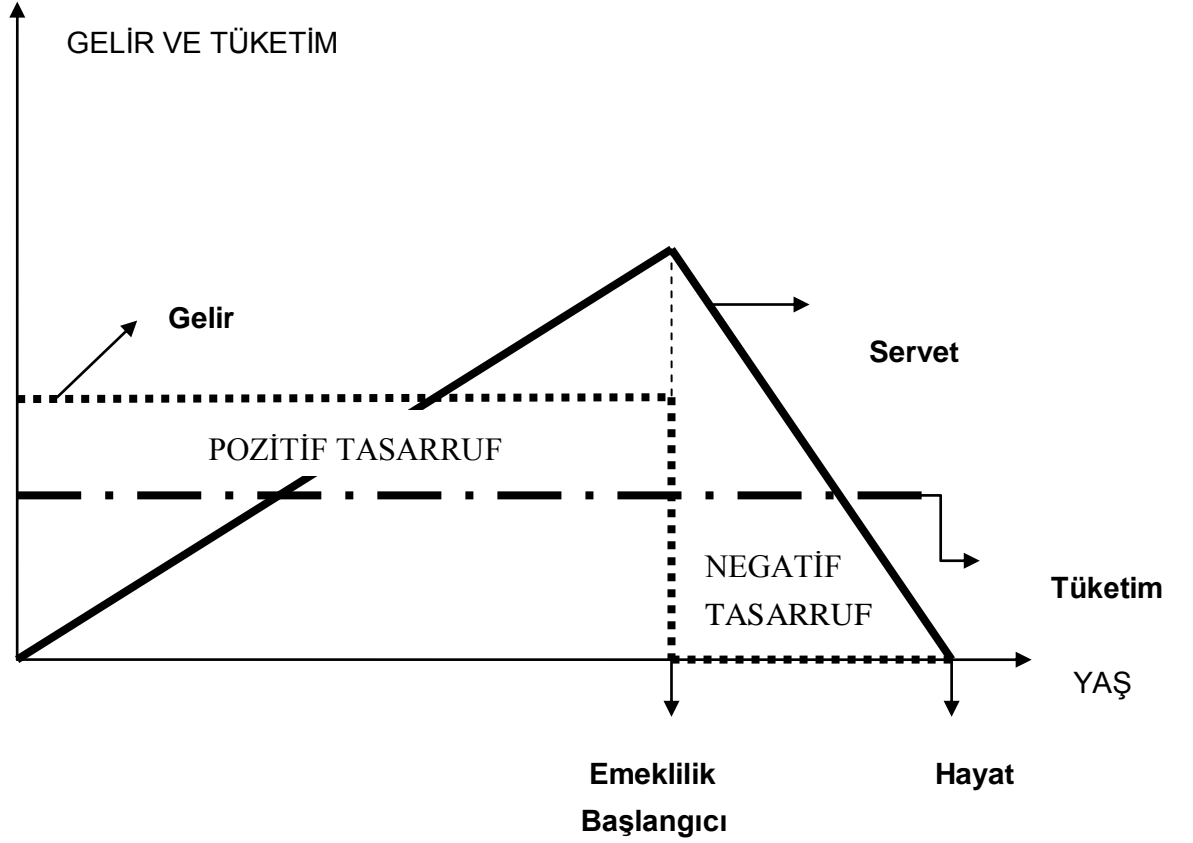 GELİR VE TÜKETİM
Gelir
Servet
POZİTİF TASARRUF
NEGATİF
TASARRUF
Tüketim
YAŞ
Emeklilik
Başlangıcı
Hayat